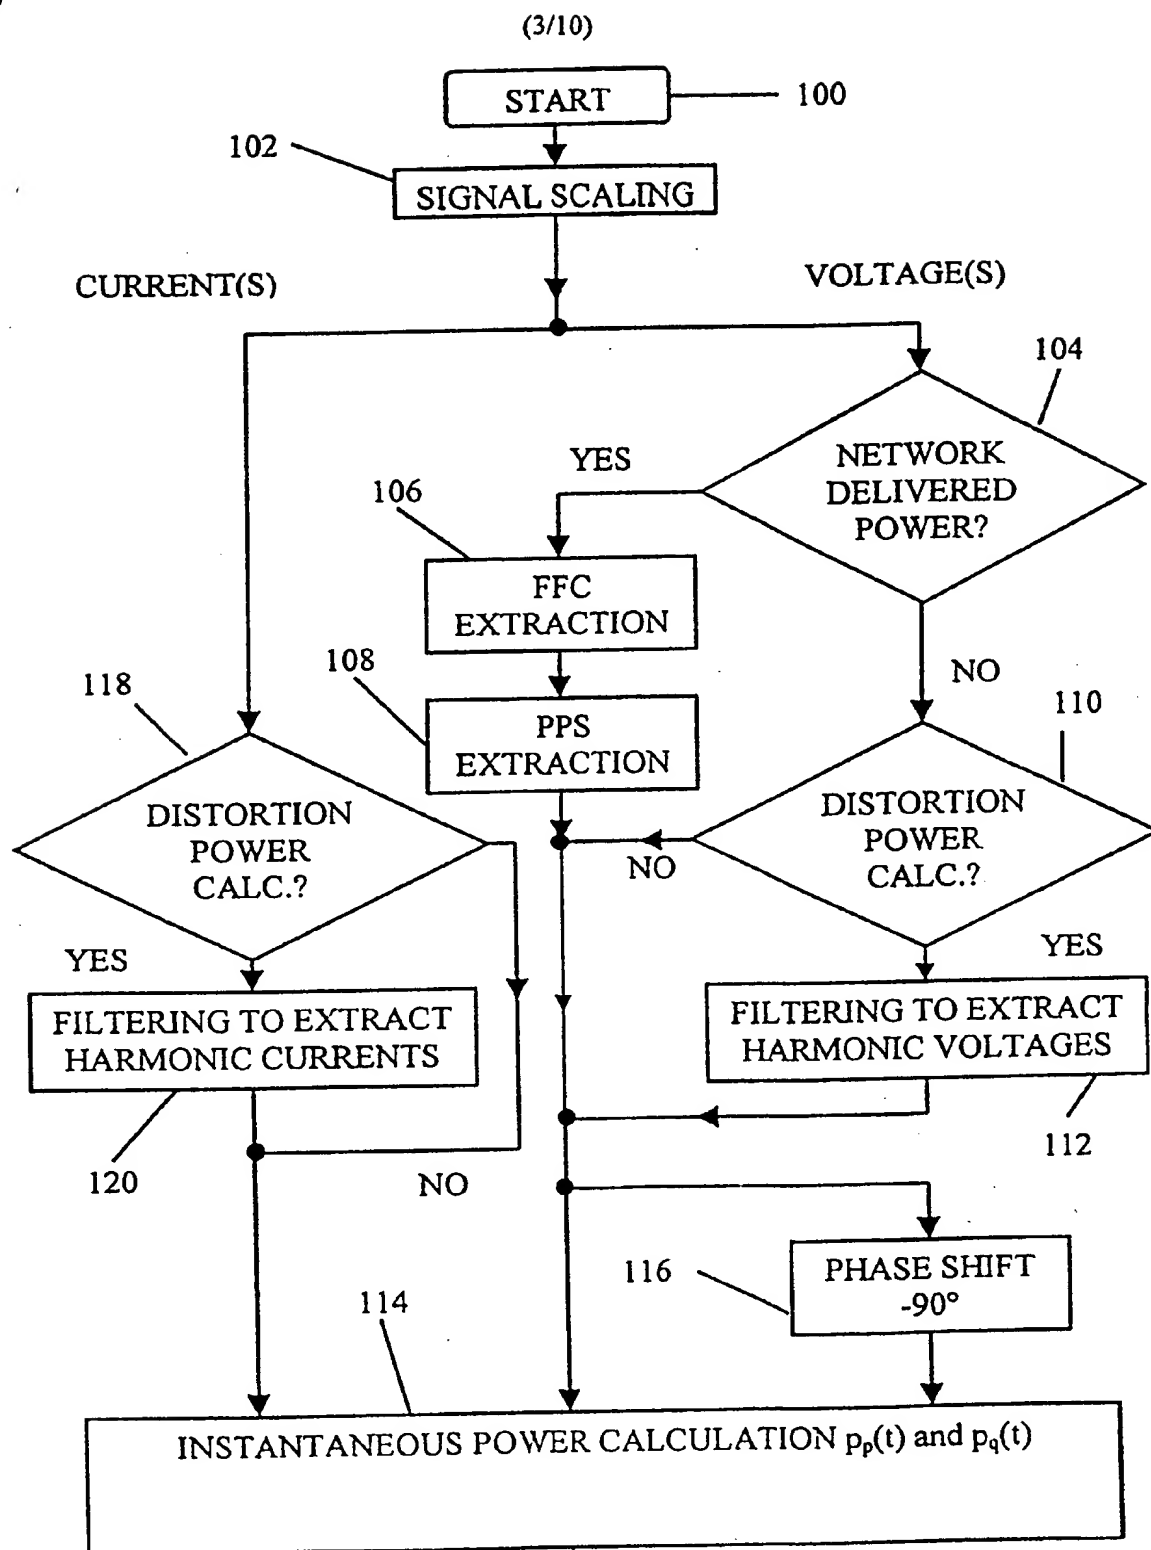 (3/10)
START
100
102
SIGNAL SCALING
CURRENT(S)
VOLTAGE(S)
104
NETWORK
DELIVERED
POWER?
YES
106
FFC
EXTRACTION
NO
108
118
110
PPS
EXTRACTION
DISTORTION
POWER
CALC.?
DISTORTION
POWER
CALC.?
NO
YES
YES
FILTERING TO EXTRACT
HARMONIC CURRENTS
FILTERING TO EXTRACT
HARMONIC VOLTAGES
120
NO
112
116
PHASE SHIFT
-90°
114
INSTANTANEOUS POWER CALCULATION pₚ(t) and p_q(t)